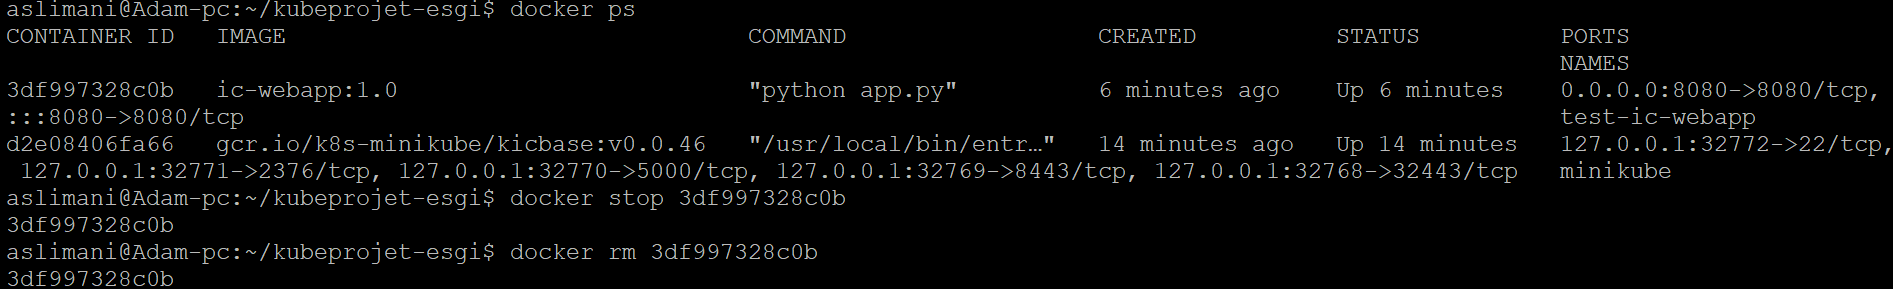 aslimani@Adam-pc:~/kubeprojet-esgi$ docker ps
CONTAINER ID   IMAGE                                 COMMAND                  CREATED          STATUS          PORTS
NAMES
3df997328c0b   ic-webapp:1.0                         "python app.py"          6 minutes ago    Up 6 minutes    0.0.0.0:8080->8080/tcp,
:::8080->8080/tcp                                                                                              test-ic-webapp
d2e08406fa66   gcr.io/k8s-minikube/kicbase:v0.0.46   "/usr/local/bin/entr…"   14 minutes ago   Up 14 minutes   127.0.0.1:32772->22/tcp,
127.0.0.1:32771->2376/tcp, 127.0.0.1:32770->5000/tcp, 127.0.0.1:32769->8443/tcp, 127.0.0.1:32768->32443/tcp   minikube
aslimani@Adam-pc:~/kubeprojet-esgi$ docker stop 3df997328c0b
3df997328c0b
aslimani@Adam-pc:~/kubeprojet-esgi$ docker rm 3df997328c0b
3df997328c0b